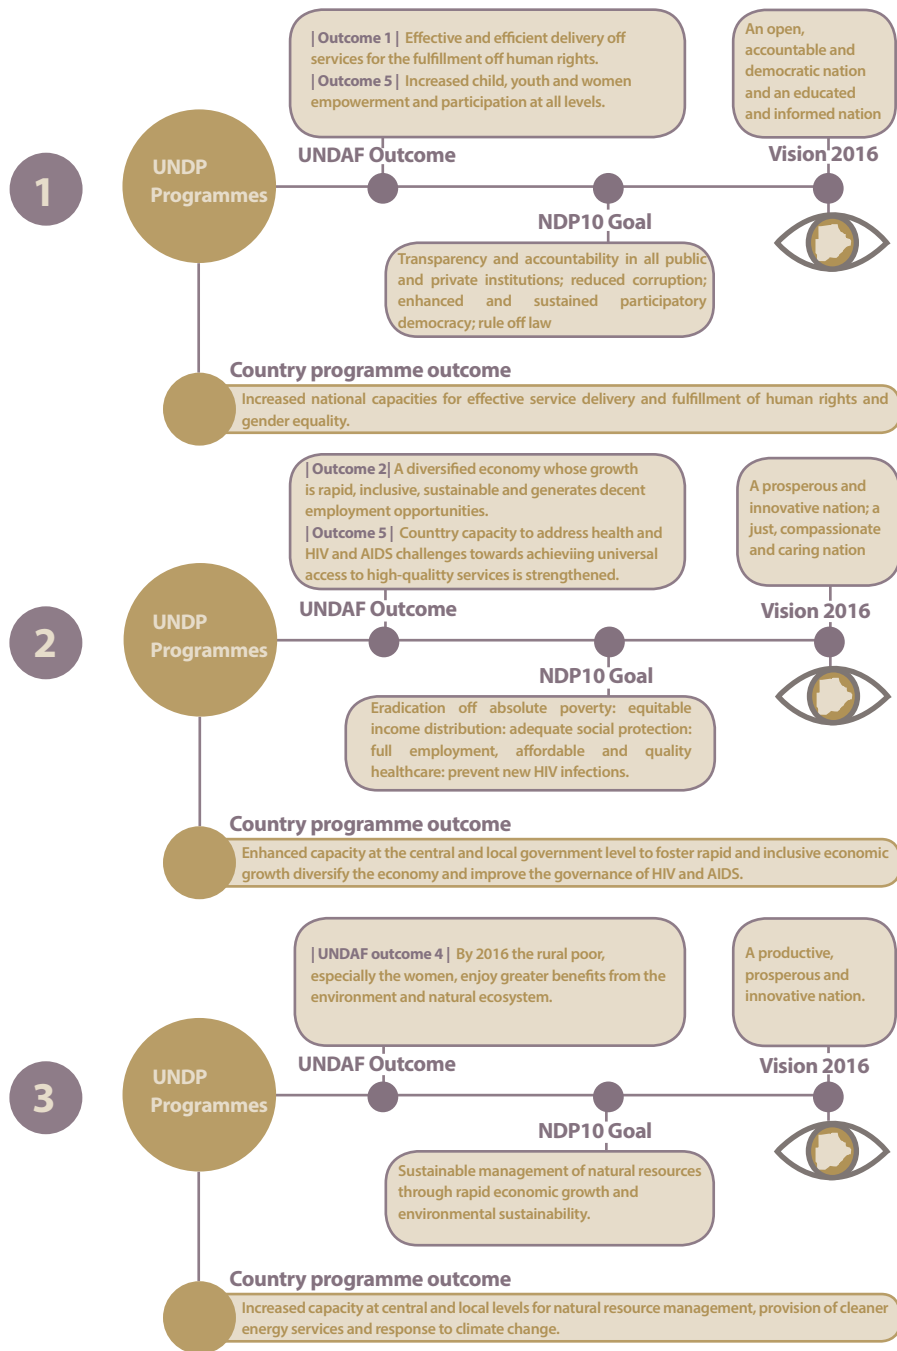 | Outcome 1 | Effective and efficient delivery off
services for the fulfillment off human rights.
| Outcome 5 | Increased child, youth and women
empowerment and participation at all levels.
An open,
accountable and
democratic nation
and an educated
and informed nation
UNDAF Outcome
Vision 2016
1
UNDP
Programmes
NDP10 Goal
Transparency and accountability in all public
and private institutions; reduced corruption;
enhanced and sustained participatory
democracy; rule off law
Country programme outcome
Increased national capacities for effective service delivery and fulfillment of human rights and
gender equality.
| Outcome 2| A diversified economy whose growth
is rapid, inclusive, sustainable and generates decent
employment opportunities.
| Outcome 5 | Counttry capacity to address health and
HIV and AIDS challenges towards achieviing universal
access to high-qualitty services is strengthened.
A prosperous and
innovative nation; a
just, compassionate
and caring nation
UNDAF Outcome
Vision 2016
2
UNDP
Programmes
NDP10 Goal
Eradication off absolute poverty: equitable
income distribution: adequate social protection:
full employment, affordable and quality
healthcare: prevent new HIV infections.
Country programme outcome
Enhanced capacity at the central and local government level to foster rapid and inclusive economic
growth diversify the economy and improve the governance of HIV and AIDS.
| UNDAF outcome 4 | By 2016 the rural poor,
especially the women, enjoy greater benefits from the
environment and natural ecosystem.
A productive,
prosperous and
innovative nation.
UNDAF Outcome
Vision 2016
3
UNDP
Programmes
NDP10 Goal
Sustainable management of natural resources
through rapid economic growth and
environmental sustainability.
Country programme outcome
Increased capacity at central and local levels for natural resource management, provision of cleaner
energy services and response to climate change.